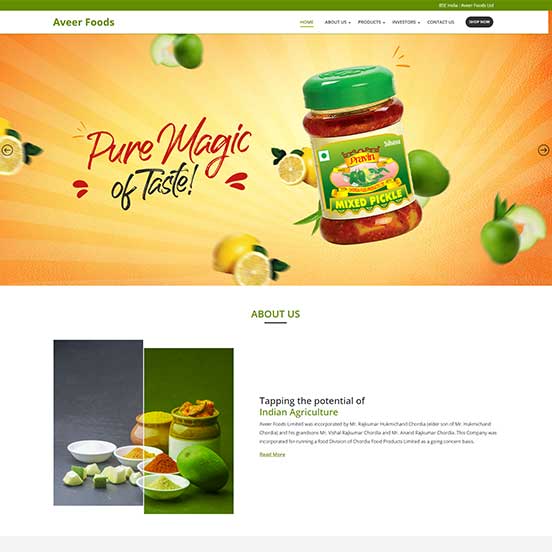 BSE India : Aveer Foods Ltd
Aveer Foods
HOME ABOUT US PRODUCTS INVESTORS CONTACT US SHOP NOW
Pure Magic
of Taste!
Suhana
Pravin
MIXED PICKLE
ABOUT US
Tapping the potential of
Indian Agriculture
Aveer Foods Limited was incorporated by Mr. Rajkumar Hukmichand Chordia (elder son of Mr. Hukmichand
Chordia) and his grandsons Mr. Vishal Rajkumar Chordia and Mr. Anand Rajkumar Chordia. This Company was
incorporated for running a food Division of Chordia Food Products Limited as a going concern basis.
Read More